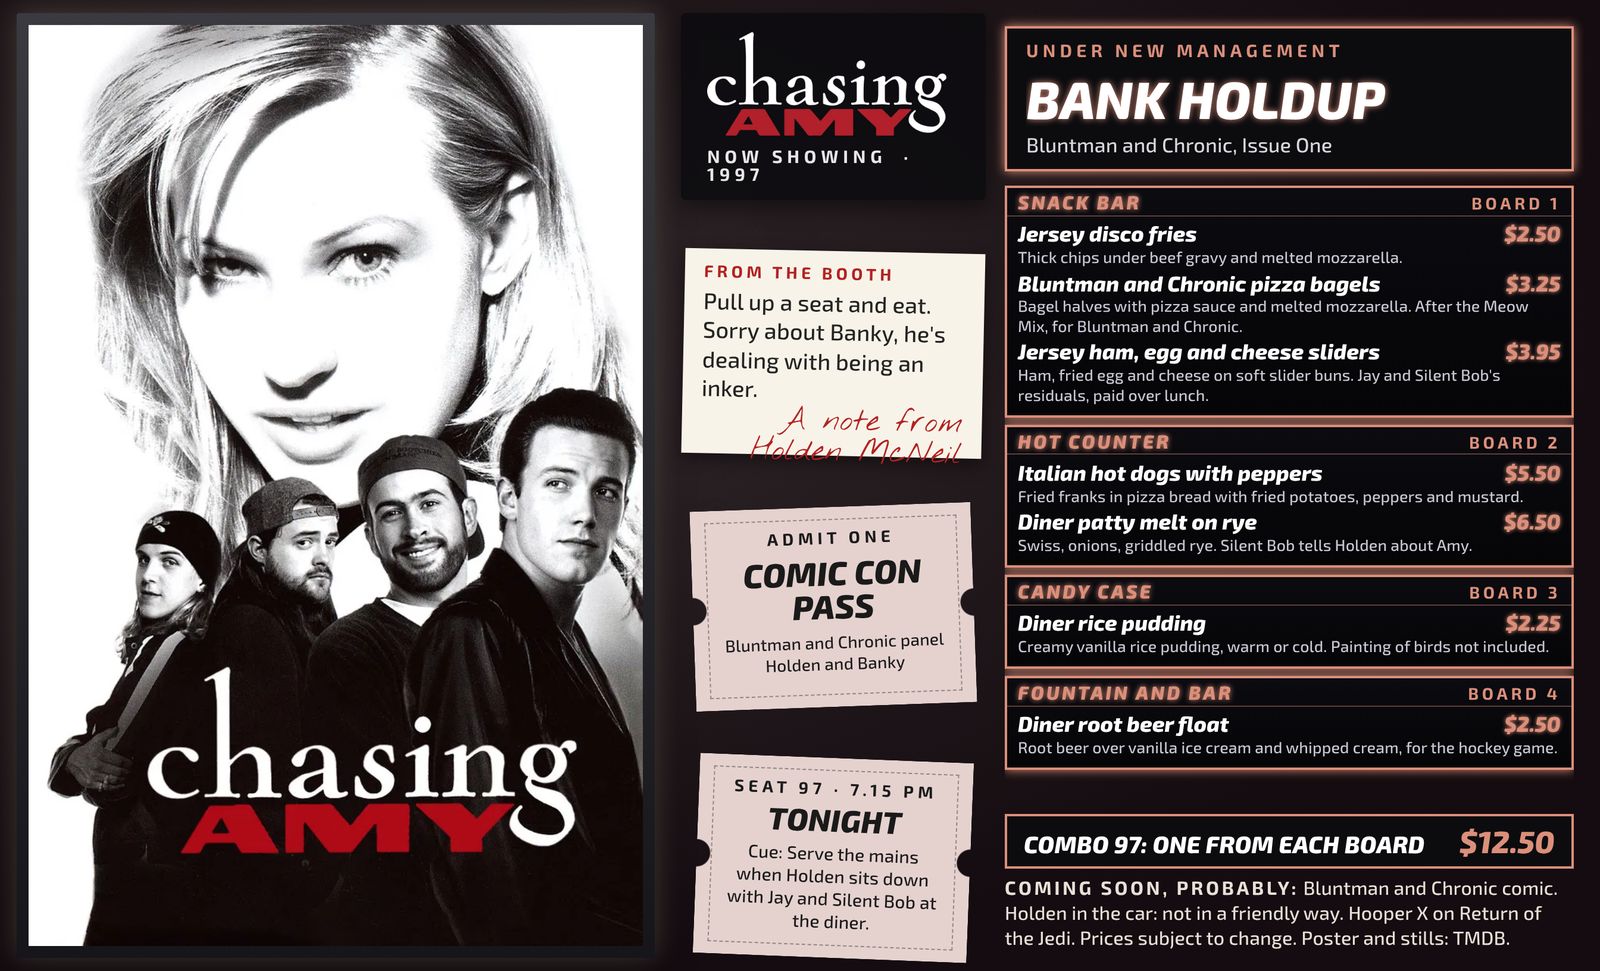 chasing
AMY
chasing
AMY
NOW SHOWING ·
1997
FROM THE BOOTH
Pull up a seat and eat.
Sorry about Banky, he's
dealing with being an
inker.
A note from
Holden McNeil
ADMIT ONE
COMIC CON
PASS
Bluntman and Chronic panel
Holden and Banky
SEAT 97 · 7.15 PM
TONIGHT
Cue: Serve the mains
when Holden sits down
with Jay and Silent Bob at
the diner.
UNDER NEW MANAGEMENT
BANK HOLDUP
Bluntman and Chronic, Issue One
SNACK BAR BOARD 1
Jersey disco fries $2.50
Thick chips under beef gravy and melted mozzarella.
Bluntman and Chronic pizza bagels $3.25
Bagel halves with pizza sauce and melted mozzarella. After the Meow
Mix, for Bluntman and Chronic.
Jersey ham, egg and cheese sliders $3.95
Ham, fried egg and cheese on soft slider buns. Jay and Silent Bob's
residuals, paid over lunch.
HOT COUNTER BOARD 2
Italian hot dogs with peppers $5.50
Fried franks in pizza bread with fried potatoes, peppers and mustard.
Diner patty melt on rye $6.50
Swiss, onions, griddled rye. Silent Bob tells Holden about Amy.
CANDY CASE BOARD 3
Diner rice pudding $2.25
Creamy vanilla rice pudding, warm or cold. Painting of birds not included.
FOUNTAIN AND BAR BOARD 4
Diner root beer float $2.50
Root beer over vanilla ice cream and whipped cream, for the hockey game.
COMBO 97: ONE FROM EACH BOARD $12.50
COMING SOON, PROBABLY: Bluntman and Chronic comic.
Holden in the car: not in a friendly way. Hooper X on Return of
the Jedi. Prices subject to change. Poster and stills: TMDB.